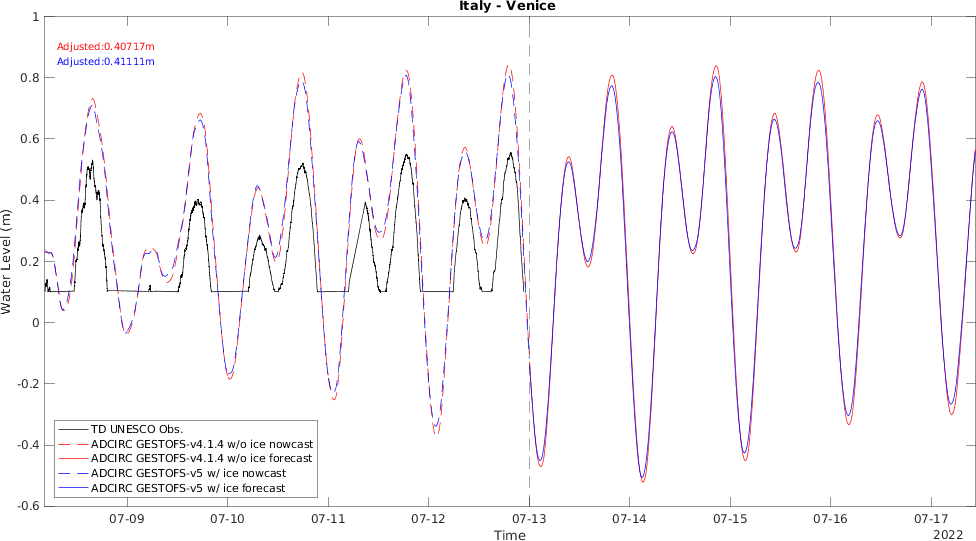 Italy - Venice
1
0.8
0.6
0.4
0.2
0
-0.2
-0.4
-0.6
Water Level (m)
Adjusted:0.40717m
Adjusted:0.41111m
TD UNESCO Obs.
ADCIRC GESTOFS-v4.1.4 w/o ice nowcast
ADCIRC GESTOFS-v4.1.4 w/o ice forecast
ADCIRC GESTOFS-v5 w/ ice nowcast
ADCIRC GESTOFS-v5 w/ ice forecast
07-09 07-10 07-11 07-12 07-13 07-14 07-15 07-16 07-17
Time
2022